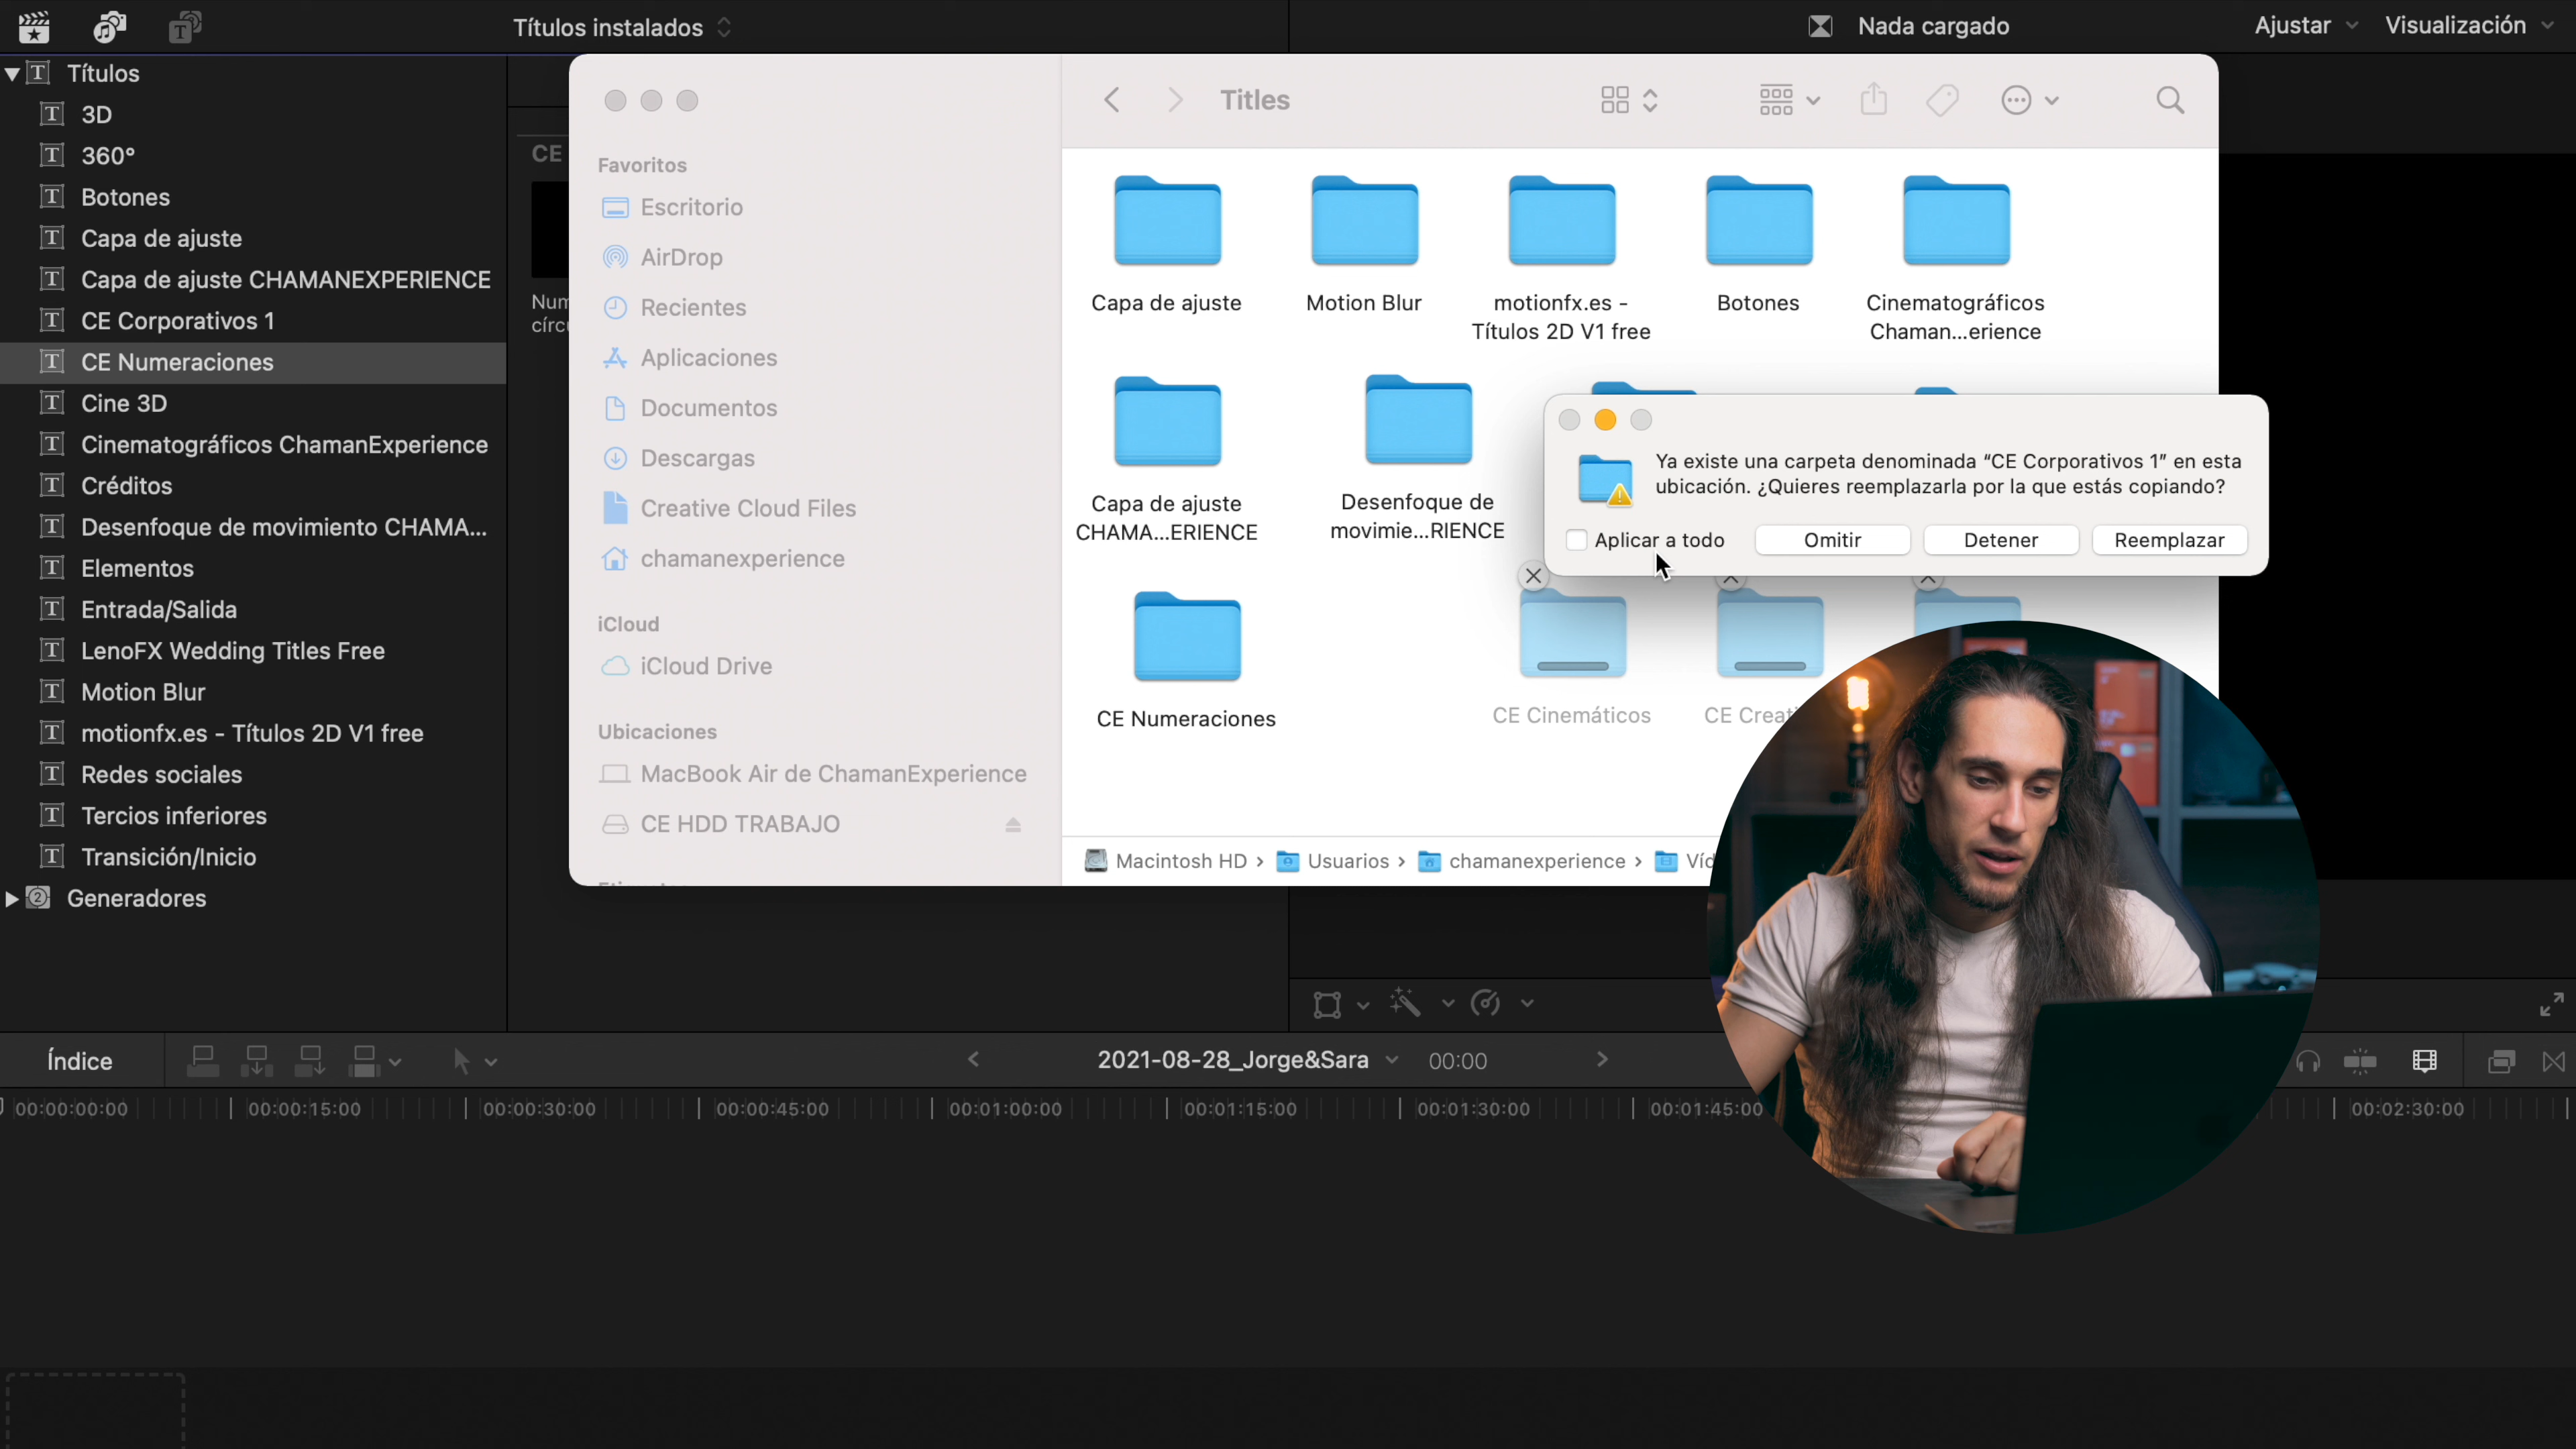 Títulos instalados
Nada cargado
Ajustar
Visualización
Títulos
3D
360°
Botones
Capa de ajuste
Capa de ajuste CHAMANEXPERIENCE
CE Corporativos 1
CE Numeraciones
Cine 3D
Cinematográficos ChamanExperience
Créditos
Desenfoque de movimiento CHAMA...
Elementos
Entrada/Salida
LenoFX Wedding Titles Free
Motion Blur
motionfx.es - Títulos 2D V1 free
Redes sociales
Tercios inferiores
Transición/Inicio
Generadores
CE
Num
círcu
Favoritos
Escritorio
AirDrop
Recientes
Aplicaciones
Documentos
Descargas
Creative Cloud Files
chamanexperience
iCloud
iCloud Drive
Ubicaciones
MacBook Air de ChamanExperience
CE HDD TRABAJO
Titles
Capa de ajuste
Motion Blur
motionfx.es -
Títulos 2D V1 free
Botones
Cinematográficos
Chaman...erience
Capa de ajuste
CHAMA...ERIENCE
Desenfoque de
movimie...RIENCE
Ya existe una carpeta denominada “CE Corporativos 1” en esta
ubicación. ¿Quieres reemplazarla por la que estás copiando?
Aplicar a todo
Omitir
Detener
Reemplazar
CE Numeraciones
CE Cinemáticos
CE Creati
Macintosh HD › Usuarios › chamanexperience › Víd
Índice
2021-08-28_Jorge&Sara
00:00
00:00:00:00
00:00:15:00
00:00:30:00
00:00:45:00
00:01:00:00
00:01:15:00
00:01:30:00
00:01:45:00
00:02:30:00